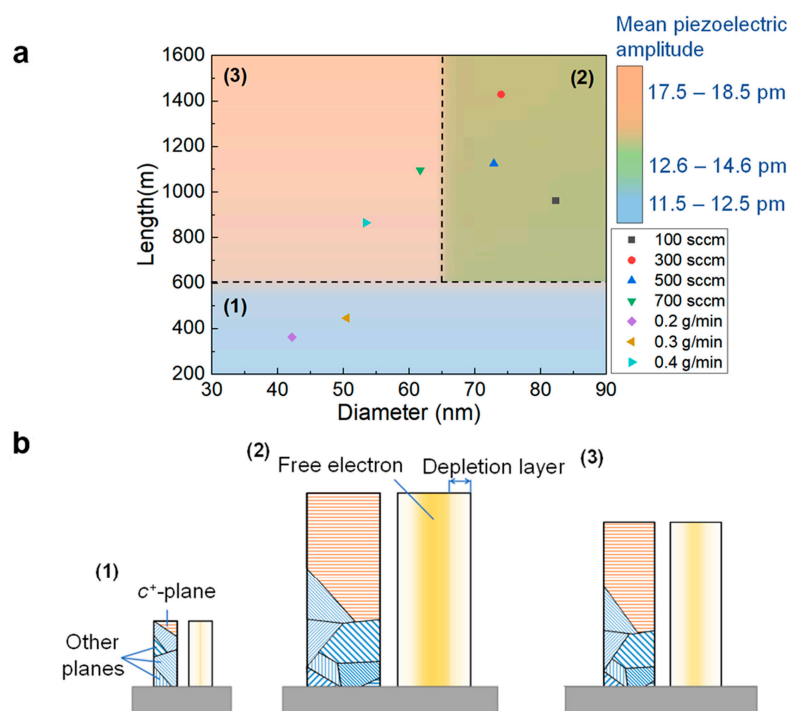 a
Mean piezoelectric
amplitude
17.5 – 18.5 pm
12.6 – 14.6 pm
11.5 – 12.5 pm
(3)
(2)
(1)
Length(m)
1600
1400
1200
1000
800
600
400
200
30 40 50 60 70 80 90
Diameter (nm)
100 sccm
300 sccm
500 sccm
700 sccm
0.2 g/min
0.3 g/min
0.4 g/min
b
(2)
Free electron
Depletion layer
(3)
(1)
c⁺-plane
Other
planes